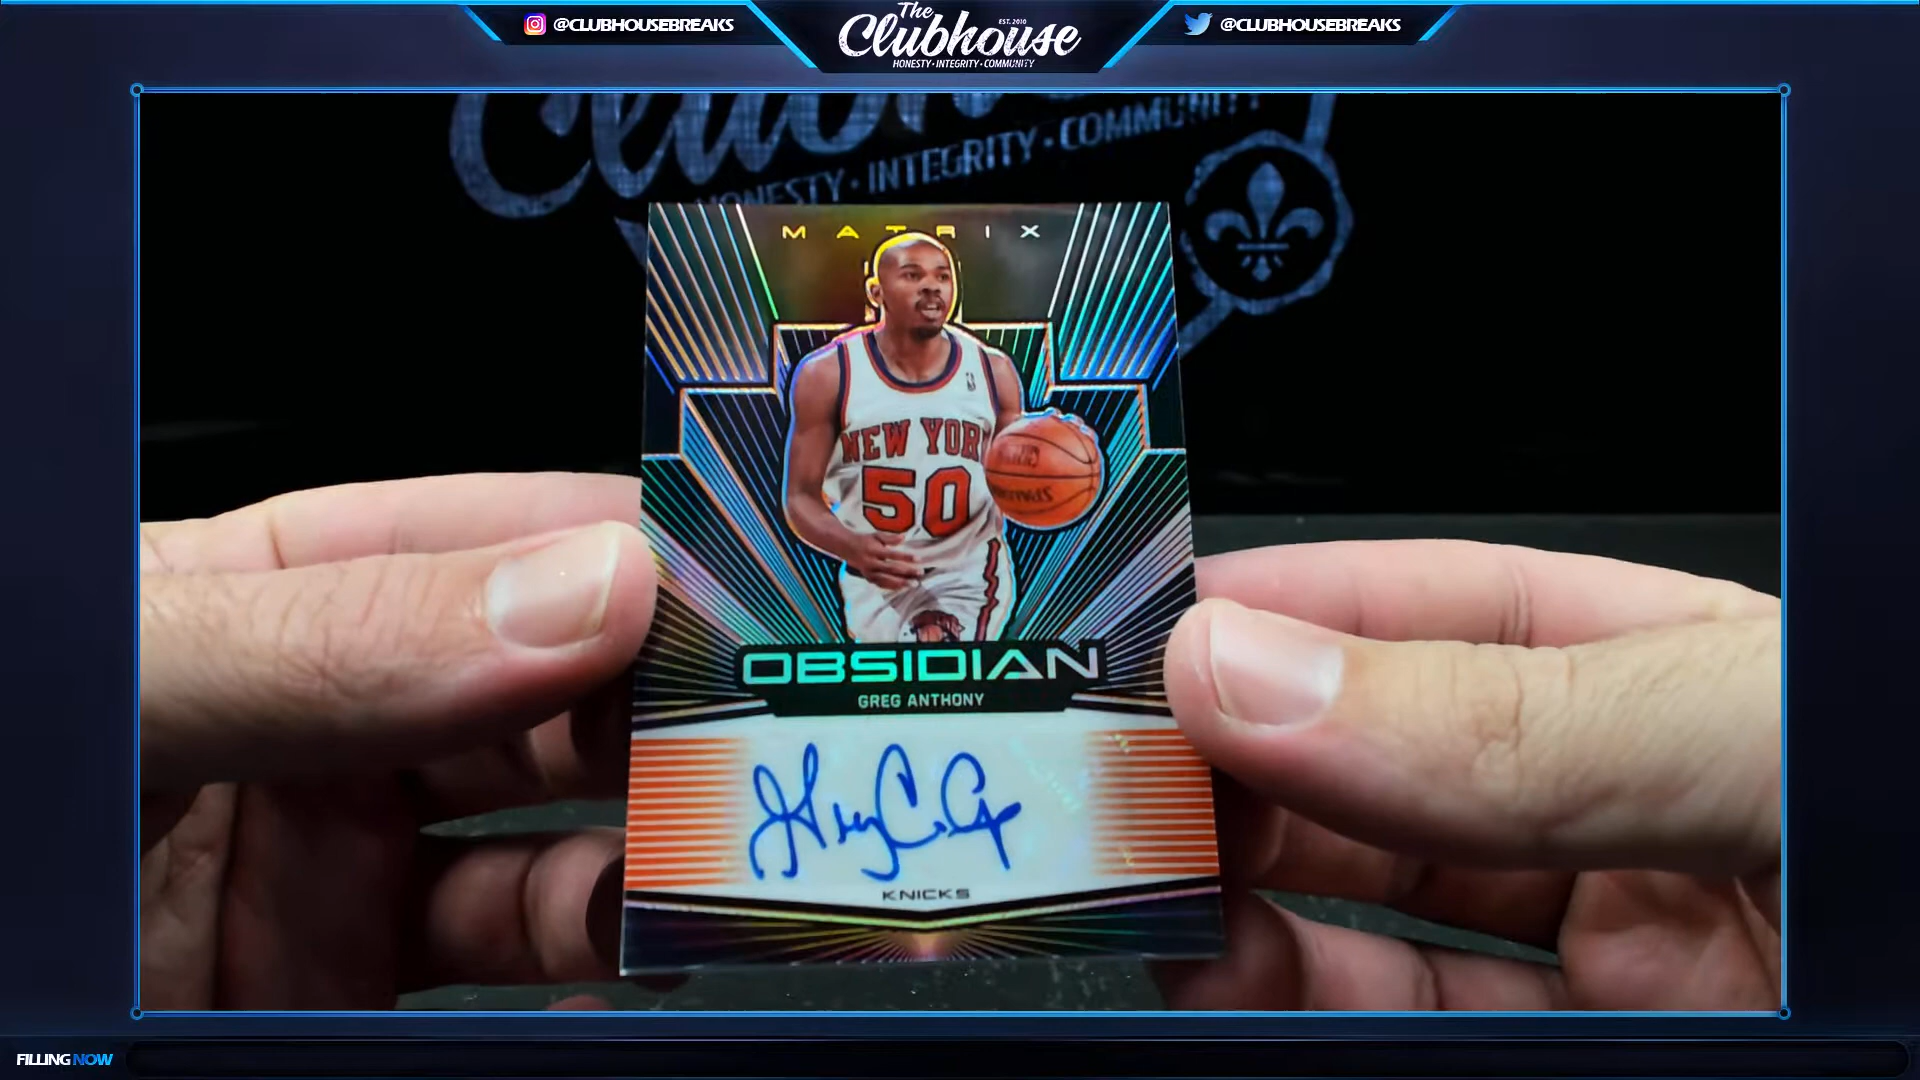 @CLUBHOUSEBREAKS
The
EST. 2010
Clubhouse
HONESTY • INTEGRITY • COMMUNITY
@CLUBHOUSEBREAKS
HONESTY • INTEGRITY • COMMUNITY
MATRIX
NEW YOR
50
OBSIDIAN
GREG ANTHONY
KNICKS
FILLING NOW